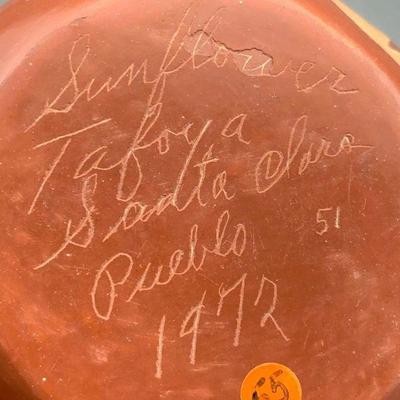 Sunflower
Tafoya
Santa Clara
Pueblo 51
1972